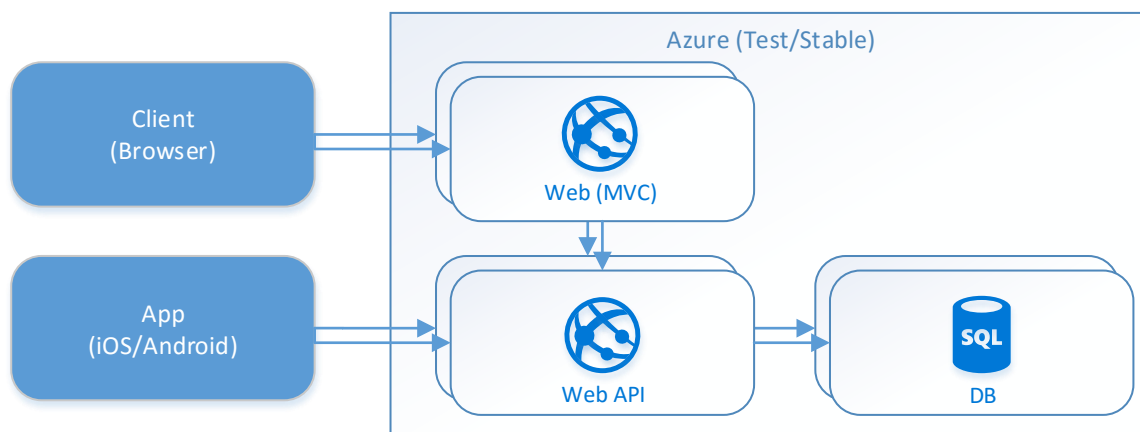 Azure (Test/Stable)
Client
(Browser)
Web (MVC)
App
(iOS/Android)
Web API
SQL
DB